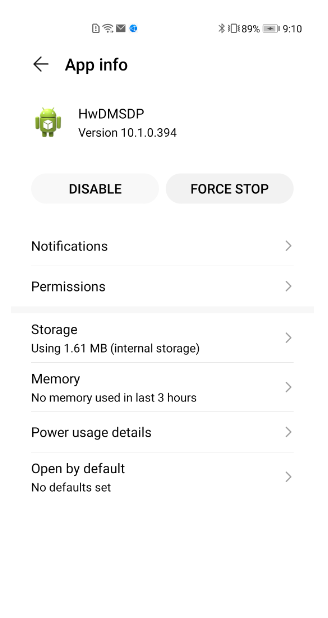 89% 9:10
App info
HwDMSDP
Version 10.1.0.394
DISABLE FORCE STOP
Notifications
Permissions
Storage
Using 1.61 MB (internal storage)
Memory
No memory used in last 3 hours
Power usage details
Open by default
No defaults set